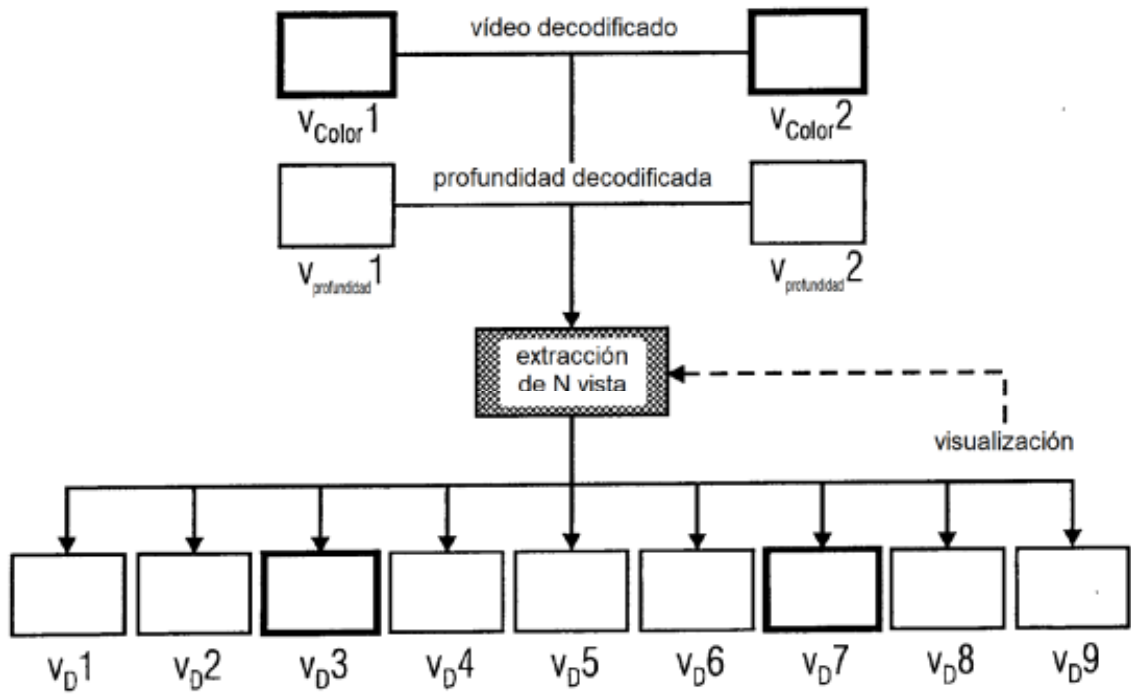 vídeo decodificado
vColor1
vColor2
profundidad decodificada
vprofundidad1
vprofundidad2
extracción
de N vista
visualización
vD1 vD2 vD3 vD4 vD5 vD6 vD7 vD8 vD9